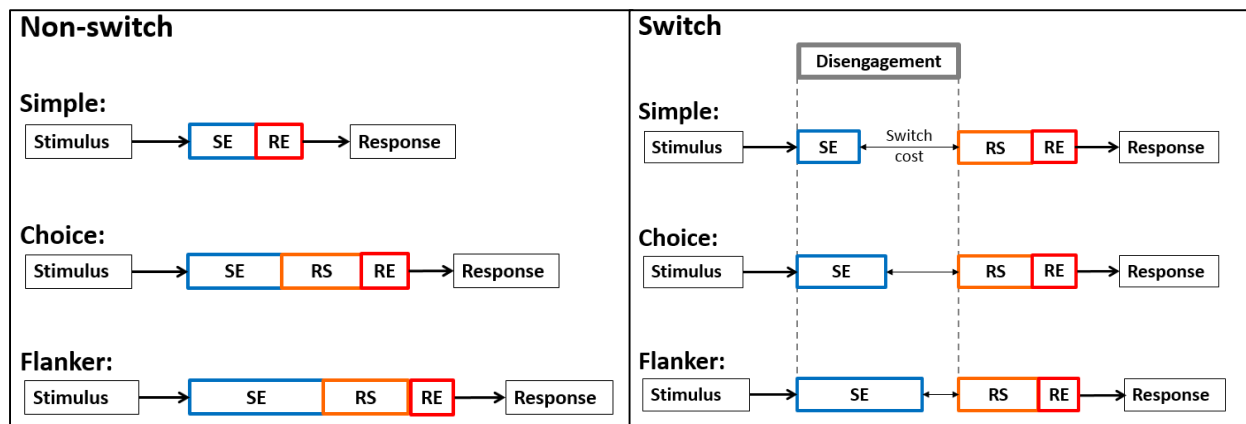 Non-switch
Simple:
Stimulus SE RE Response
Choice:
Stimulus SE RS RE Response
Flanker:
Stimulus SE RS RE Response
Switch
Disengagement
Simple:
Stimulus SE Switch cost RS RE Response
Choice:
Stimulus SE RS RE Response
Flanker:
Stimulus SE RS RE Response